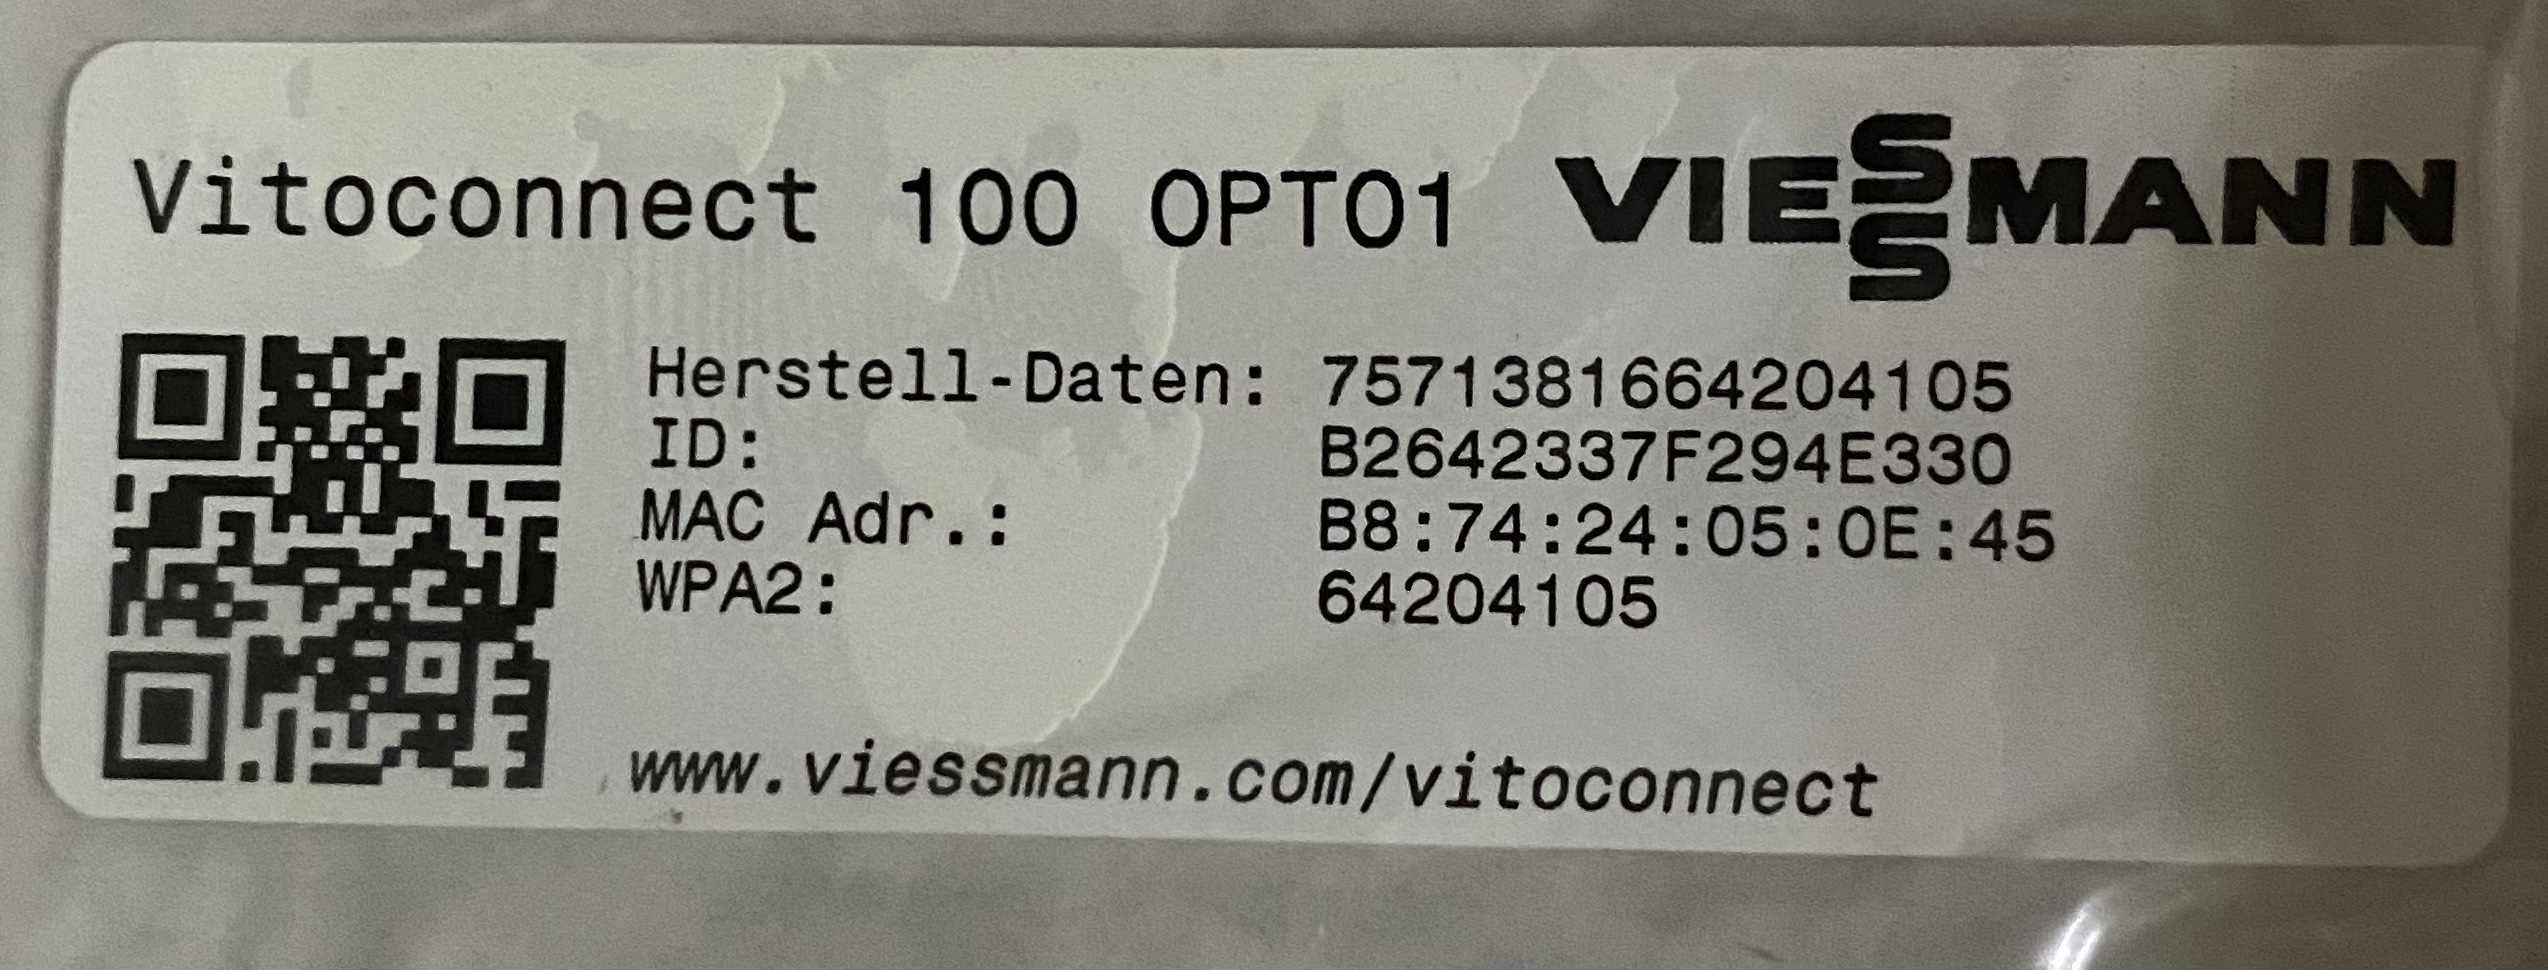 Vitoconnect 100 OPTO1 VIESSMANN
Herstell-Daten: 7571381664204105
ID: B2642337F294E330
MAC Adr.: B8:74:24:05:0E:45
WPA2: 64204105
www.viessmann.com/vitoconnect